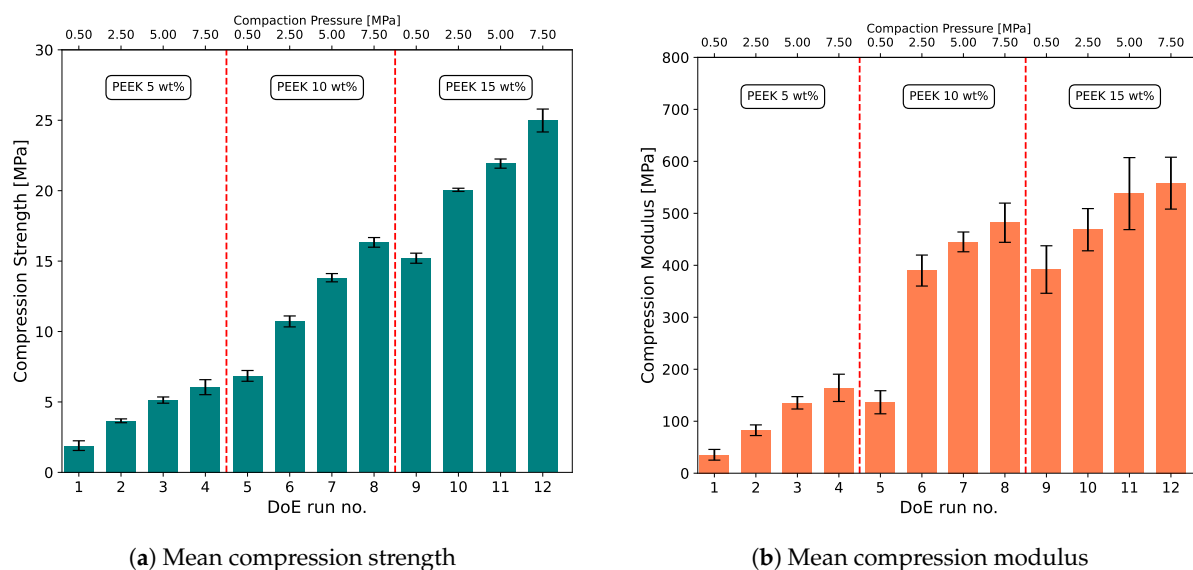 Compaction Pressure [MPa]
0.50 2.50 5.00 7.50 0.50 2.50 5.00 7.50 0.50 2.50 5.00 7.50
30
25
20
15
10
5
0
Compression Strength [MPa]
PEEK 5 wt% PEEK 10 wt% PEEK 15 wt%
1 2 3 4 5 6 7 8 9 10 11 12
DoE run no.
(a) Mean compression strength
Compaction Pressure [MPa]
0.50 2.50 5.00 7.50 0.50 2.50 5.00 7.50 0.50 2.50 5.00 7.50
800
700
600
500
400
300
200
100
0
Compression Modulus [MPa]
PEEK 5 wt% PEEK 10 wt% PEEK 15 wt%
1 2 3 4 5 6 7 8 9 10 11 12
DoE run no.
(b) Mean compression modulus